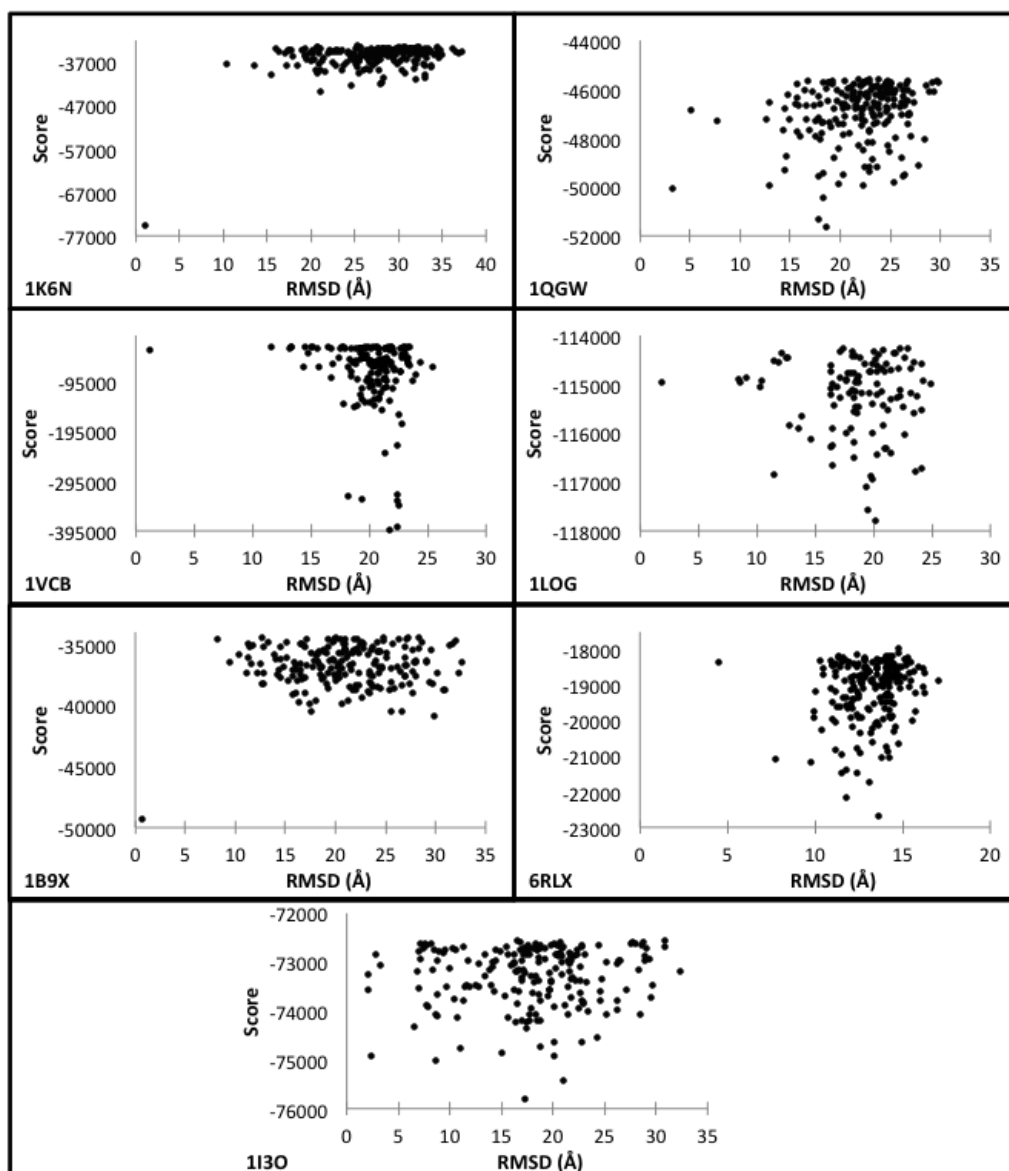 -37000
-47000
-57000
-67000
-77000
Score
0 5 10 15 20 25 30 35 40
1K6N RMSD (Å)
-44000
-46000
-48000
-50000
-52000
Score
0 5 10 15 20 25 30 35
1QGW RMSD (Å)
-95000
-195000
-295000
-395000
Score
0 5 10 15 20 25 30
1VCB RMSD (Å)
-114000
-115000
-116000
-117000
-118000
Score
0 5 10 15 20 25 30
1LOG RMSD (Å)
-35000
-40000
-45000
-50000
Score
0 5 10 15 20 25 30 35
1B9X RMSD (Å)
-18000
-19000
-20000
-21000
-22000
-23000
Score
0 5 10 15 20
6RLX RMSD (Å)
-72000
-73000
-74000
-75000
-76000
Score
0 5 10 15 20 25 30 35
1I3O RMSD (Å)